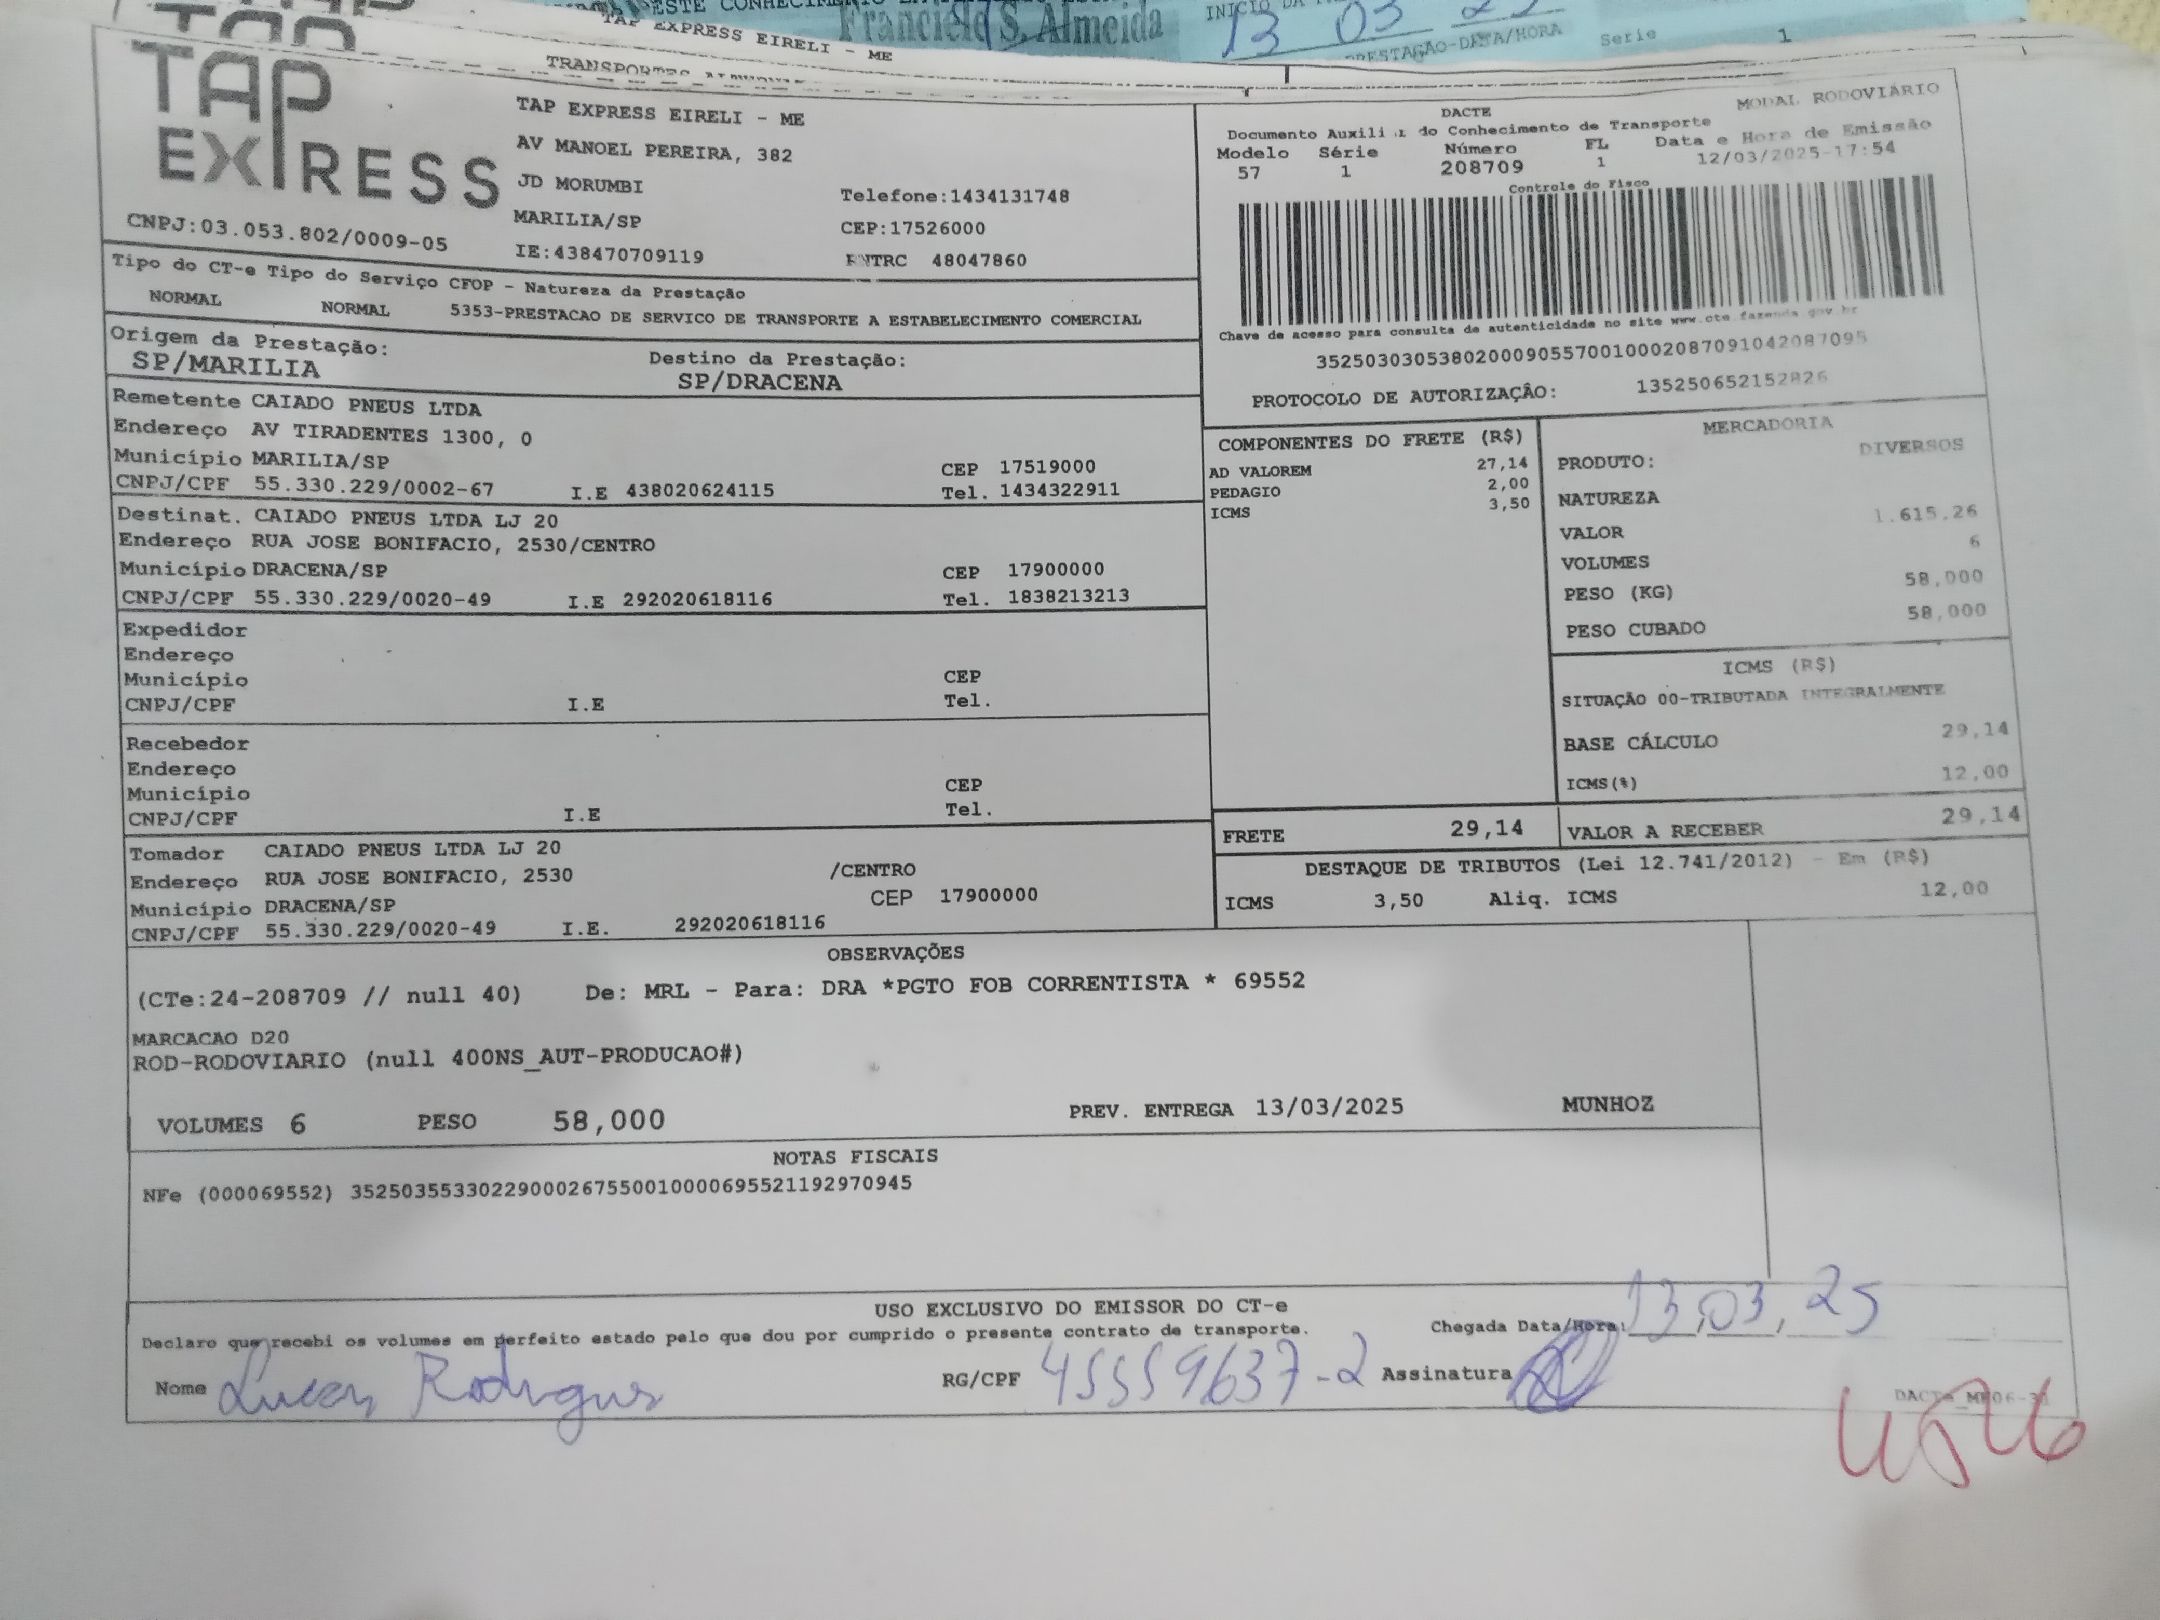 ESTE CONHECIMENTO
Franciele S. Almeida
13 03 25
PRESTAÇÃO-DATA/HORA
Serie 1
TAP EXPRESS EIRELI - ME
TAP EXPRESS
CNPJ:03.053.802/0009-05
TAP EXPRESS EIRELI - ME
AV MANOEL PEREIRA, 382
JD MORUMBI
Telefone:1434131748
MARILIA/SP
CEP:17526000
IE:438470709119
RNTRC 48047860
DACTE
MODAL RODOVIÁRIO
Documento Auxiliar do Conhecimento de Transporte
Modelo Série Número FL Data e Hora de Emissão
57 1 208709 1 12/03/2025-17:54
Controle do Fisco
Chave de acesso para consulta de autenticidade no site www.cte.fazenda.gov.br
35250303053802000905570010002087091042087095
PROTOCOLO DE AUTORIZAÇÂO: 135250652152826
Tipo do CT-e Tipo do Serviço CFOP - Natureza da Prestação
NORMAL NORMAL 5353-PRESTACAO DE SERVICO DE TRANSPORTE A ESTABELECIMENTO COMERCIAL
Origem da Prestação: Destino da Prestação:
SP/MARILIA SP/DRACENA
Remetente CAIADO PNEUS LTDA
Endereço AV TIRADENTES 1300, 0
Município MARILIA/SP CEP 17519000
CNPJ/CPF 55.330.229/0002-67 I.E 438020624115 Tel. 1434322911
Destinat. CAIADO PNEUS LTDA LJ 20
Endereço RUA JOSE BONIFACIO, 2530/CENTRO
Município DRACENA/SP CEP 17900000
CNPJ/CPF 55.330.229/0020-49 I.E 292020618116 Tel. 1838213213
Expedidor
Endereço
Município CEP
CNPJ/CPF I.E Tel.
Recebedor
Endereço
Município CEP
CNPJ/CPF I.E Tel.
Tomador CAIADO PNEUS LTDA LJ 20
Endereço RUA JOSE BONIFACIO, 2530 /CENTRO
Município DRACENA/SP CEP 17900000
CNPJ/CPF 55.330.229/0020-49 I.E. 292020618116
COMPONENTES DO FRETE (R$)
AD VALOREM 27,14
PEDAGIO 2,00
ICMS 3,50
MERCADORIA
PRODUTO: DIVERSOS
NATUREZA
VALOR 1.615,26
VOLUMES 6
PESO (KG) 58,000
PESO CUBADO 58,000
ICMS (R$)
SITUAÇÃO 00-TRIBUTADA INTEGRALMENTE
BASE CÁLCULO 29,14
ICMS(%) 12,00
FRETE 29,14 VALOR A RECEBER 29,14
DESTAQUE DE TRIBUTOS (Lei 12.741/2012) - Em (R$)
ICMS 3,50 Aliq. ICMS 12,00
OBSERVAÇÕES
(CTe:24-208709 // null 40) De: MRL - Para: DRA *PGTO FOB CORRENTISTA * 69552
MARCACAO D20
ROD-RODOVIARIO (null 400NS_AUT-PRODUCAO#)
VOLUMES 6 PESO 58,000 PREV. ENTREGA 13/03/2025 MUNHOZ
NOTAS FISCAIS
NFe (000069552) 35250355330229000267550010000695521192970945
USO EXCLUSIVO DO EMISSOR DO CT-e
Declaro que recebi os volumes em perfeito estado pelo que dou por cumprido o presente contrato de transporte. Chegada Data/Hora: 13,03,25
Nome Lucas Rodrigues RG/CPF 45559637-2 Assinatura